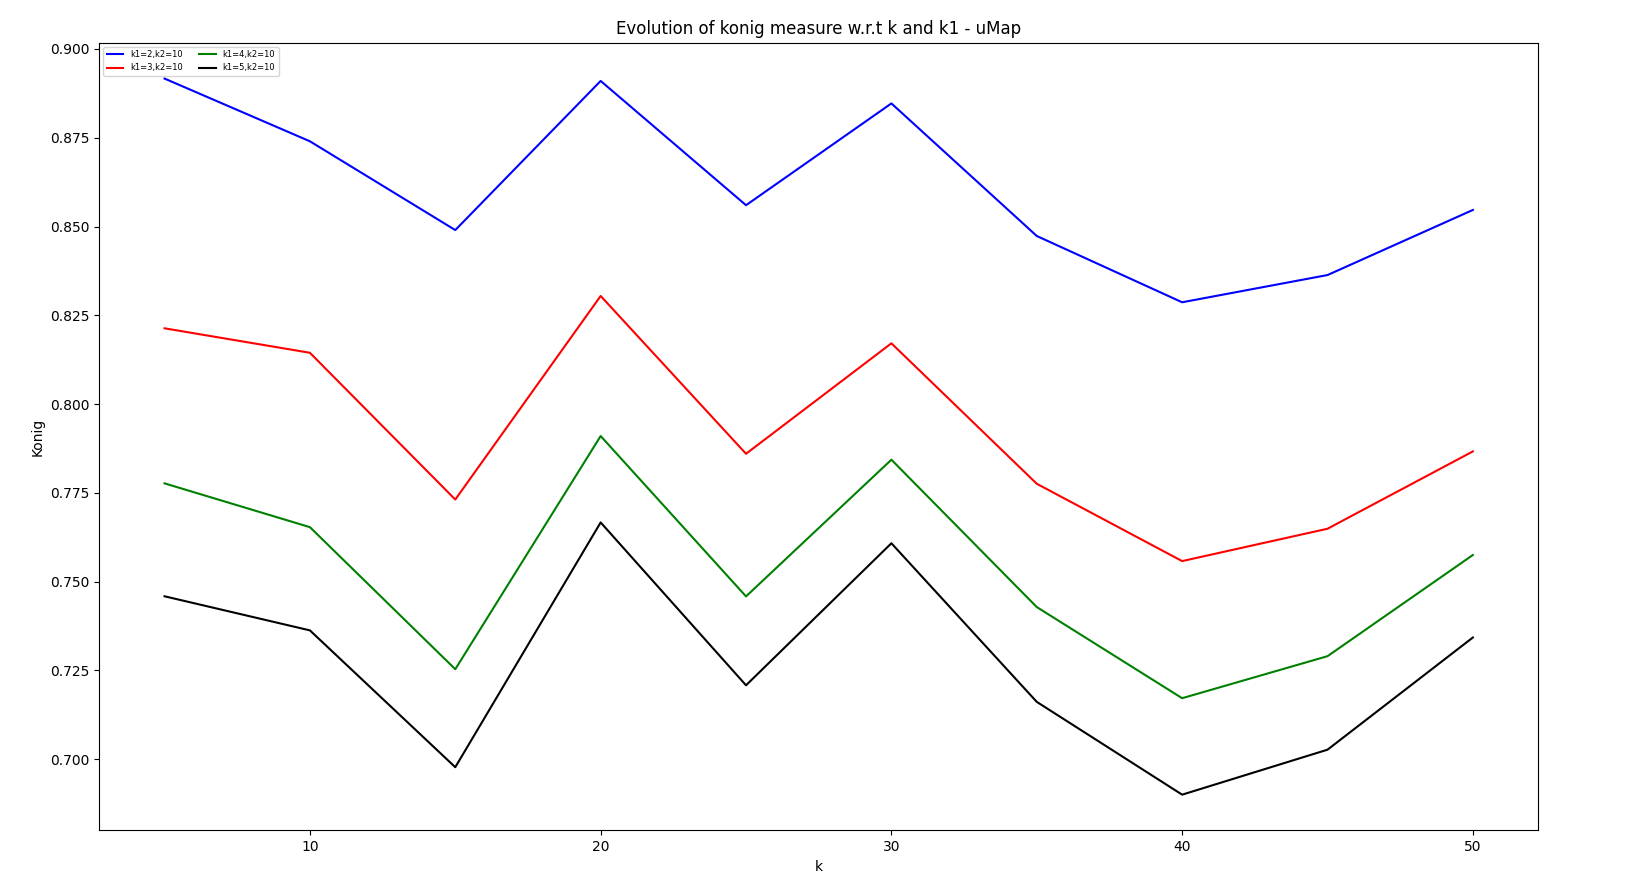 Evolution of konig measure w.r.t k and k1 - uMap
k1=2,k2=10 k1=4,k2=10
k1=3,k2=10 k1=5,k2=10
0.900
0.875
0.850
0.825
0.800
0.775
0.750
0.725
0.700
Konig
10 20 30 40 50
k